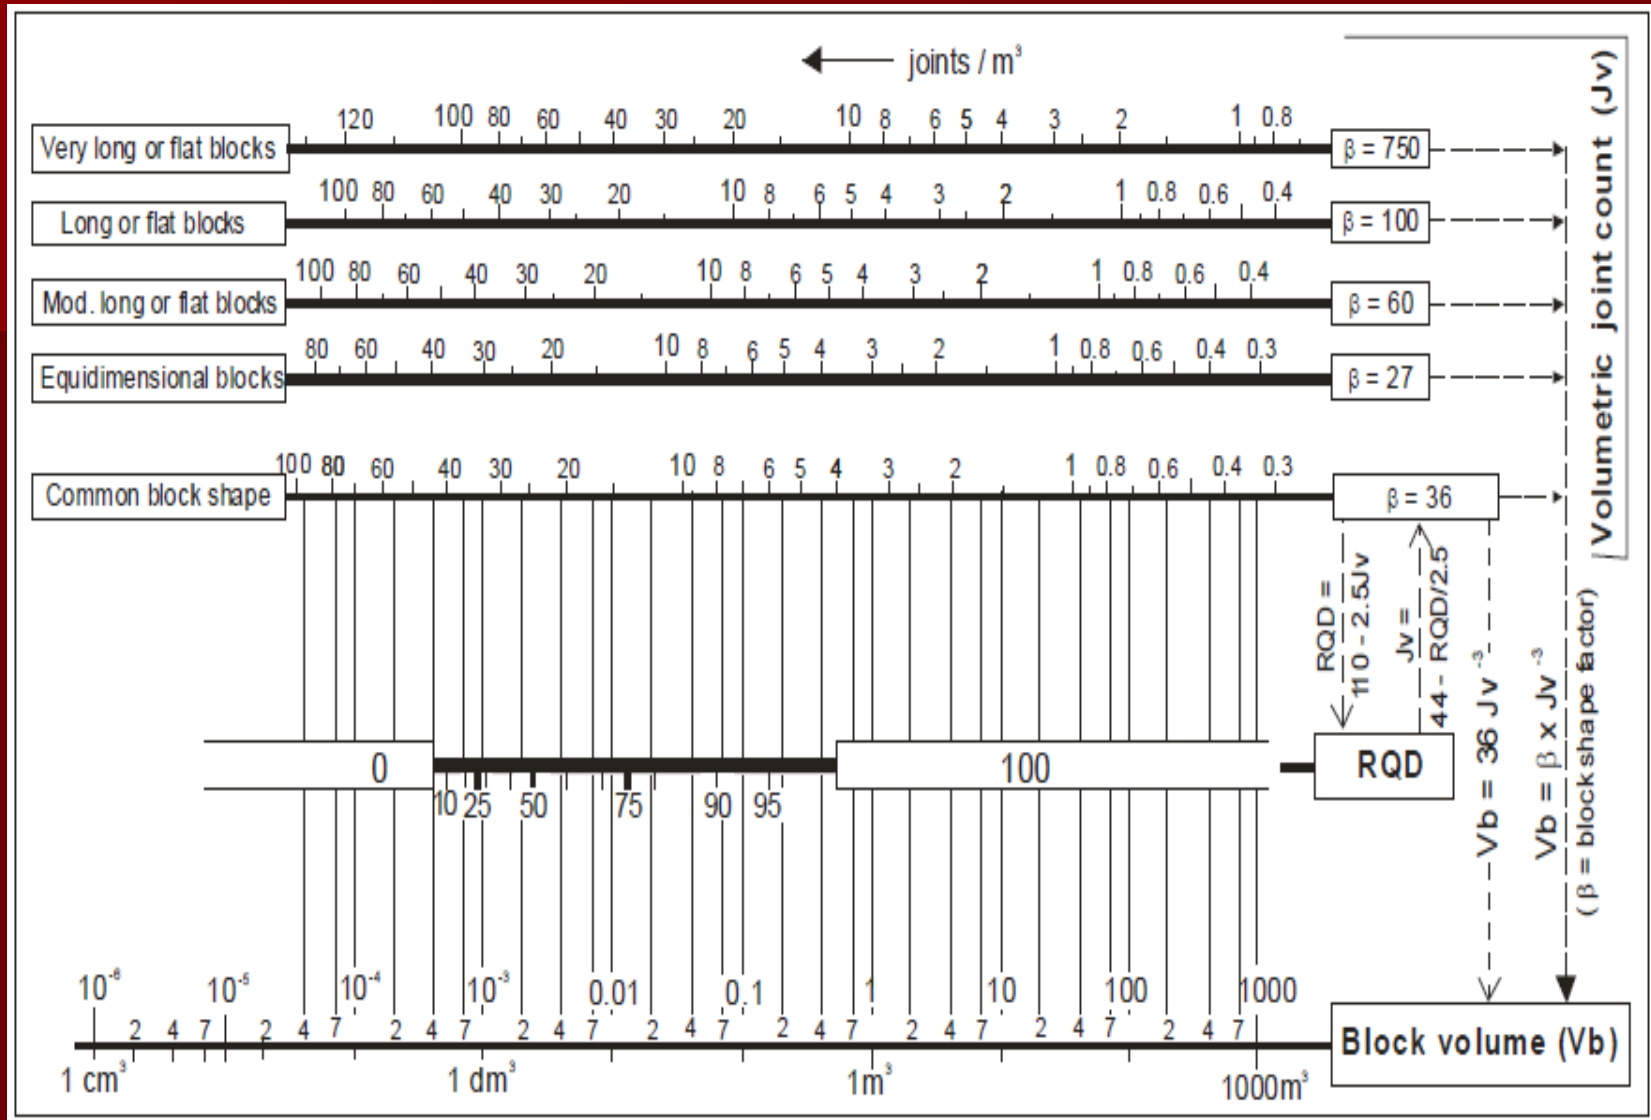 joints / m³
120 100 80 60 40 30 20 10 8 6 5 4 3 2 1 0.8
Very long or flat blocks
β = 750
100 80 60 40 30 20 10 8 6 5 4 3 2 1 0.8 0.6 0.4
Long or flat blocks
β = 100
100 80 60 40 30 20 10 8 6 5 4 3 2 1 0.8 0.6 0.4
Mod. long or flat blocks
β = 60
80 60 40 30 20 10 8 6 5 4 3 2 1 0.8 0.6 0.4 0.3
Equidimensional blocks
β = 27
100 80 60 40 30 20 10 8 6 5 4 3 2 1 0.8 0.6 0.4 0.3
Common block shape
β = 36
Volumetric joint count (Jv)
RQD =
110 - 2.5Jv
Jv =
44 - RQD/2.5
Vb = 36 Jv⁻³
Vb = β x Jv⁻³
( β = block shape factor)
0
100
RQD
10 25 50 75 90 95
10⁻⁶ 10⁻⁵ 10⁻⁴ 10⁻³ 0.01 0.1 1 10 100 1000
2 4 7 2 4 7 2 4 7 2 4 7 2 4 7 2 4 7 2 4 7 2 4 7 2 4 7
Block volume (Vb)
1 cm³ 1 dm³ 1m³ 1000m³